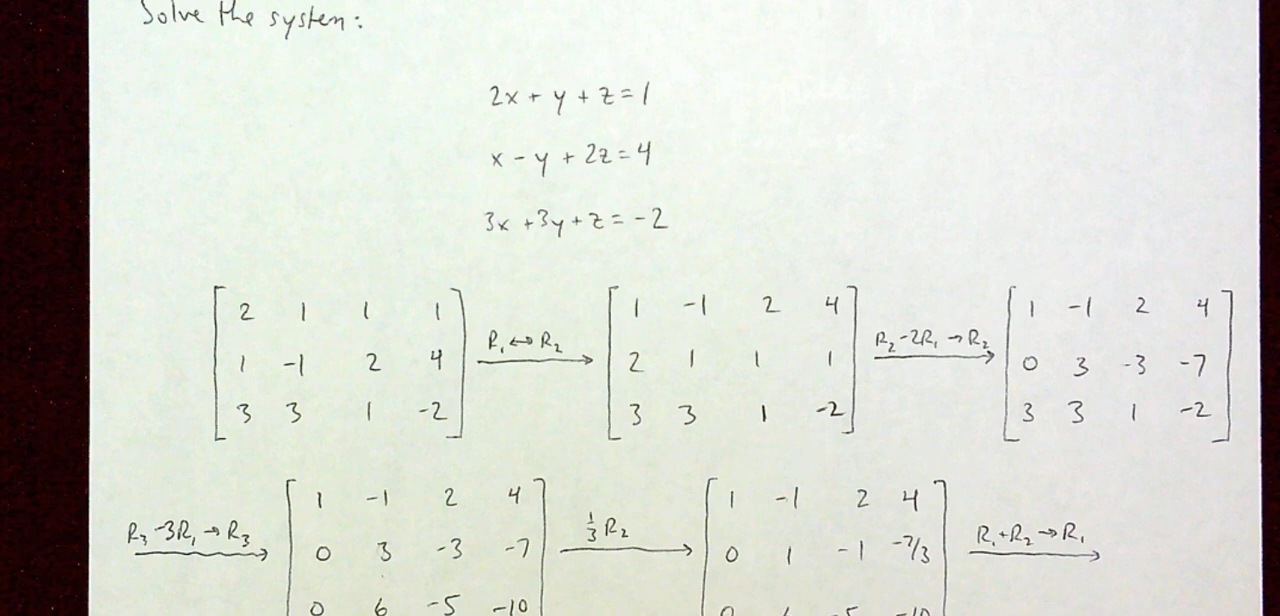 Solve the system:
2x + y + z = 1
x - y + 2z = 4
3x + 3y + z = -2
[2 1 1 1] R₁ ↔ R₂ [1 -1 2 4] R₂-2R₁ → R₂ [1 -1 2 4]
[1 -1 2 4] [2 1 1 1] [0 3 -3 -7]
[3 3 1 -2] [3 3 1 -2] [3 3 1 -2]
R₃-3R₁ → R₃ [1 -1 2 4] 1/3 R₂ [1 -1 2 4] R₁+R₂ → R₁
[0 3 -3 -7] [0 1 -1 -7/3]
[0 6 -5 -10]